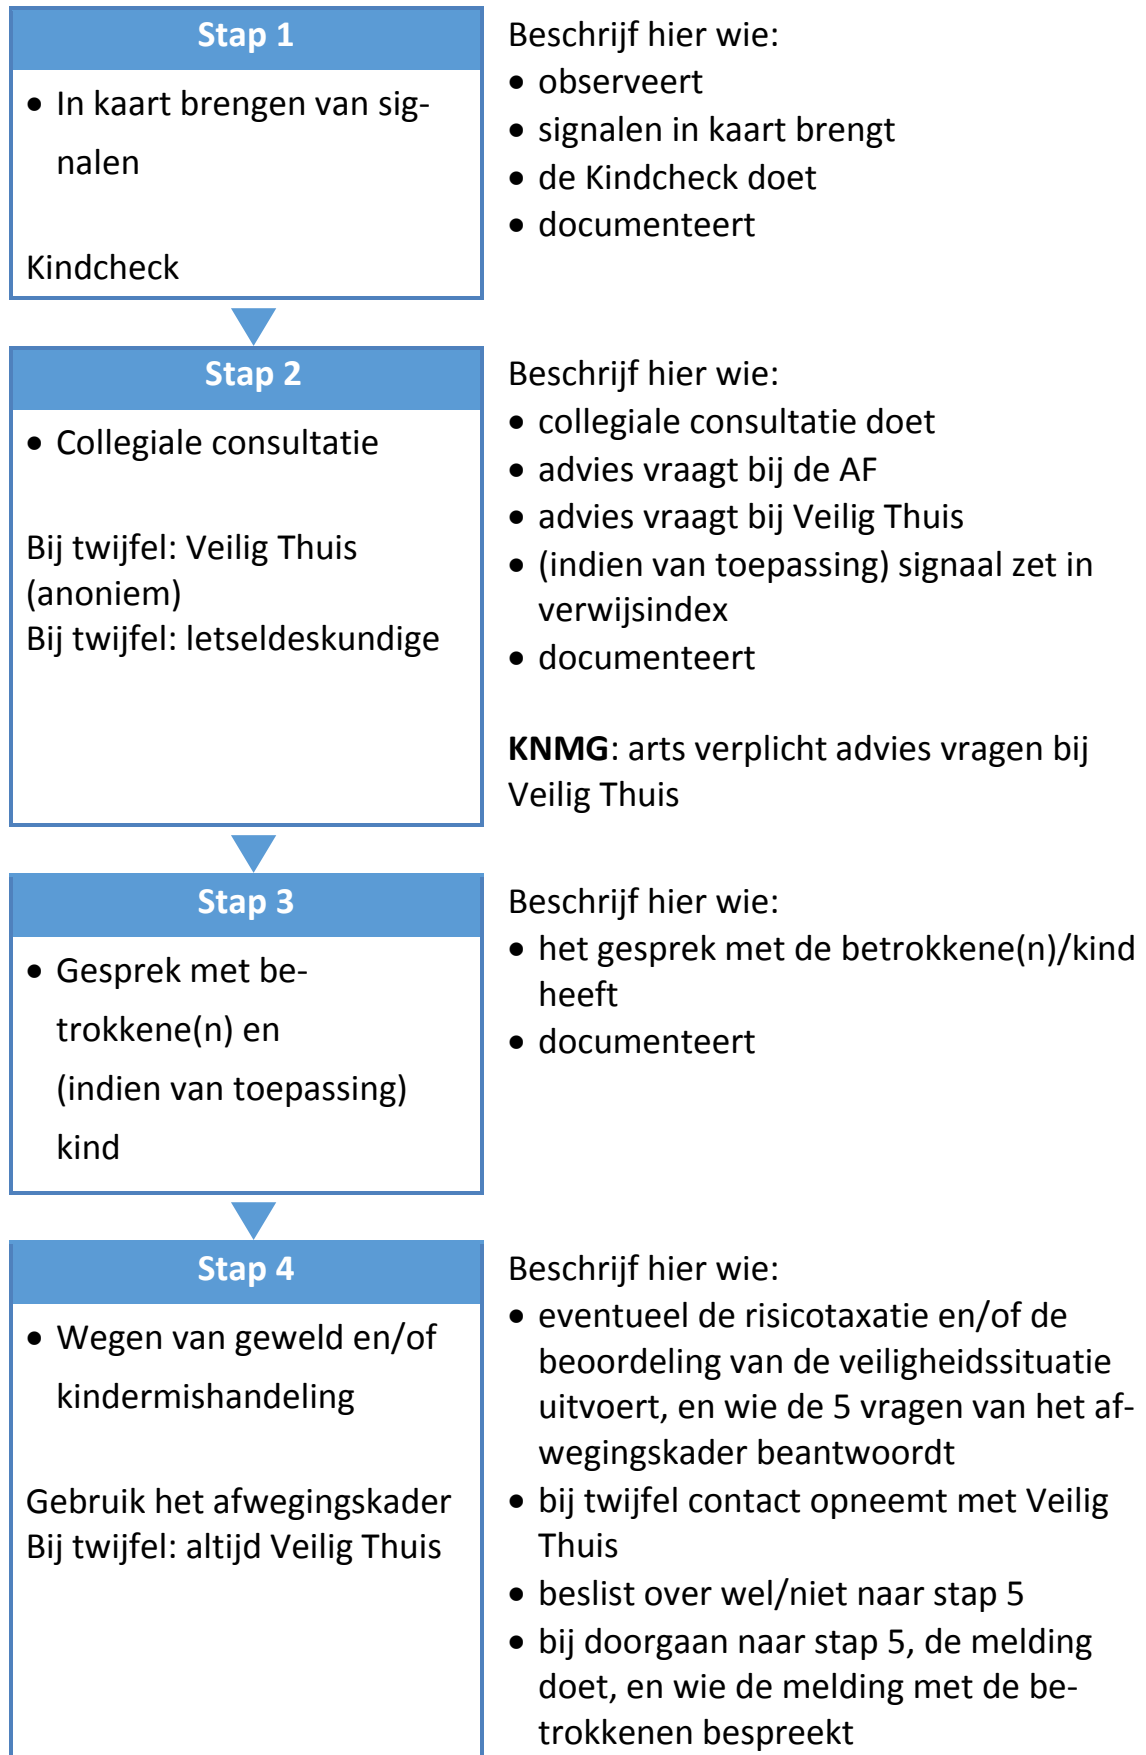 Stap 1
• In kaart brengen van sig-
nalen
Kindcheck
Beschrijf hier wie:
• observeert
• signalen in kaart brengt
• de Kindcheck doet
• documenteert
Stap 2
• Collegiale consultatie
Bij twijfel: Veilig Thuis
(anoniem)
Bij twijfel: letseldeskundige
Beschrijf hier wie:
• collegiale consultatie doet
• advies vraagt bij de AF
• advies vraagt bij Veilig Thuis
• (indien van toepassing) signaal zet in
verwijsindex
• documenteert
KNMG: arts verplicht advies vragen bij
Veilig Thuis
Stap 3
• Gesprek met be-
trokkene(n) en
(indien van toepassing)
kind
Beschrijf hier wie:
• het gesprek met de betrokkene(n)/kind
heeft
• documenteert
Stap 4
• Wegen van geweld en/of
kindermishandeling
Gebruik het afwegingskader
Bij twijfel: altijd Veilig Thuis
Beschrijf hier wie:
• eventueel de risicotaxatie en/of de
beoordeling van de veiligheidssituatie
uitvoert, en wie de 5 vragen van het af-
wegingskader beantwoordt
• bij twijfel contact opneemt met Veilig
Thuis
• beslist over wel/niet naar stap 5
• bij doorgaan naar stap 5, de melding
doet, en wie de melding met de be-
trokkenen bespreekt